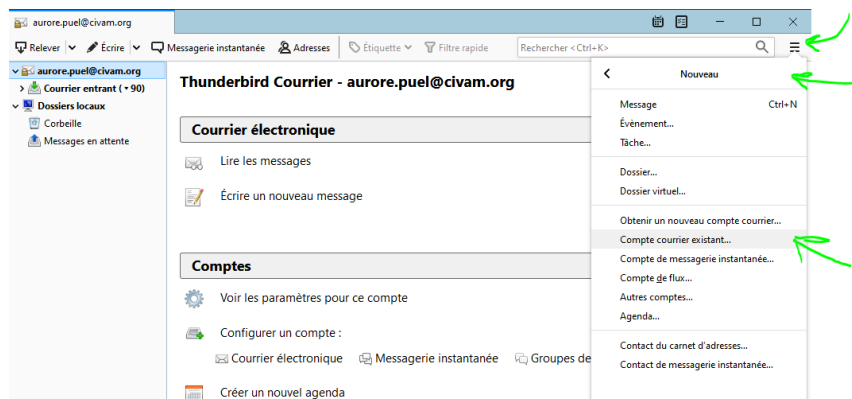 aurore.puel@civam.org
Relever Écrire Messagerie instantanée Adresses Étiquette Filtre rapide Rechercher <Ctrl+K>
aurore.puel@civam.org
Courrier entrant (• 90)
Dossiers locaux
Corbeille
Messages en attente
Thunderbird Courrier - aurore.puel@civam.org
Courrier électronique
Lire les messages
Écrire un nouveau message
Comptes
Voir les paramètres pour ce compte
Configurer un compte :
Courrier électronique Messagerie instantanée Groupes de
Créer un nouvel agenda
Nouveau
Message Ctrl+N
Évènement...
Tâche...
Dossier...
Dossier virtuel...
Obtenir un nouveau compte courrier...
Compte courrier existant...
Compte de messagerie instantanée...
Compte de flux...
Autres comptes...
Agenda...
Contact du carnet d'adresses...
Contact de messagerie instantanée...